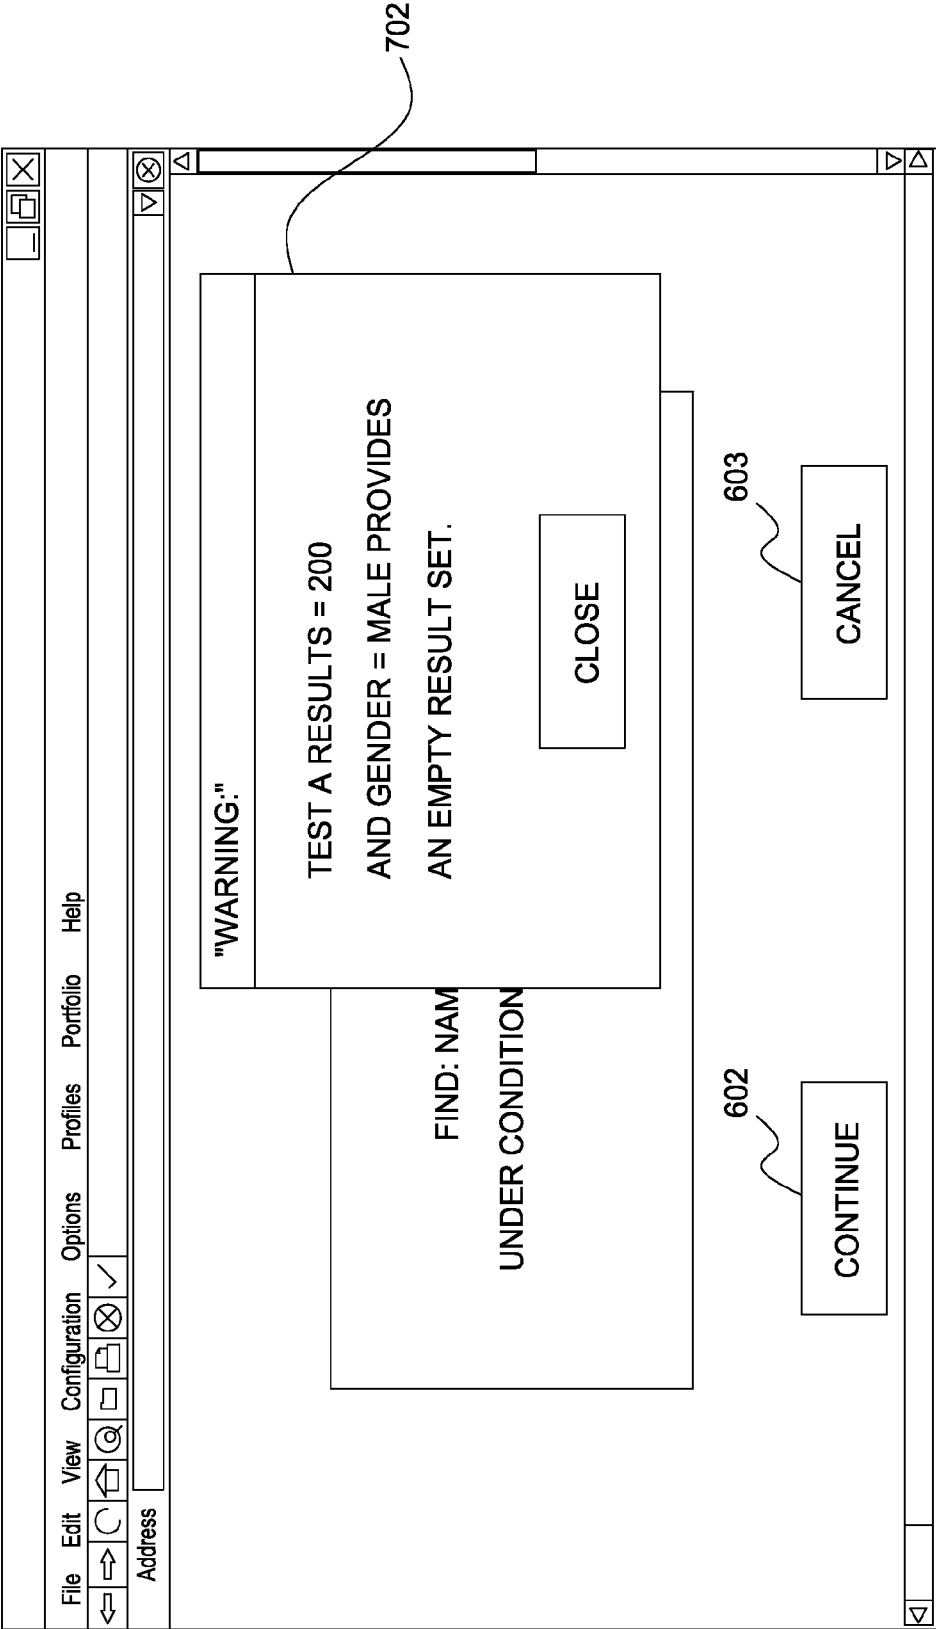 File Edit View Configuration Options Profiles Portfolio Help
Address
"WARNING:"
TEST A RESULTS = 200
AND GENDER = MALE PROVIDES
AN EMPTY RESULT SET.
CLOSE
702
FIND: NAM
UNDER CONDITION
602
603
CONTINUE
CANCEL